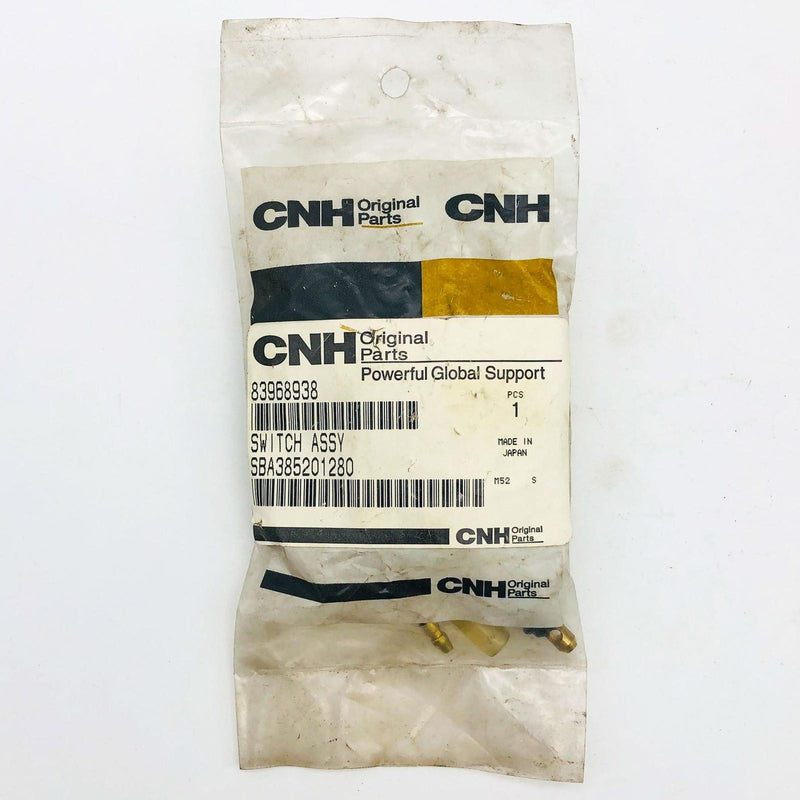 CNH Original Parts CNH
CNH Original Parts
Powerful Global Support
83968938
PCS
1
SWITCH ASSY
MADE IN
JAPAN
SBA385201280
M52 S
CNH Original Parts
CNH Original Parts